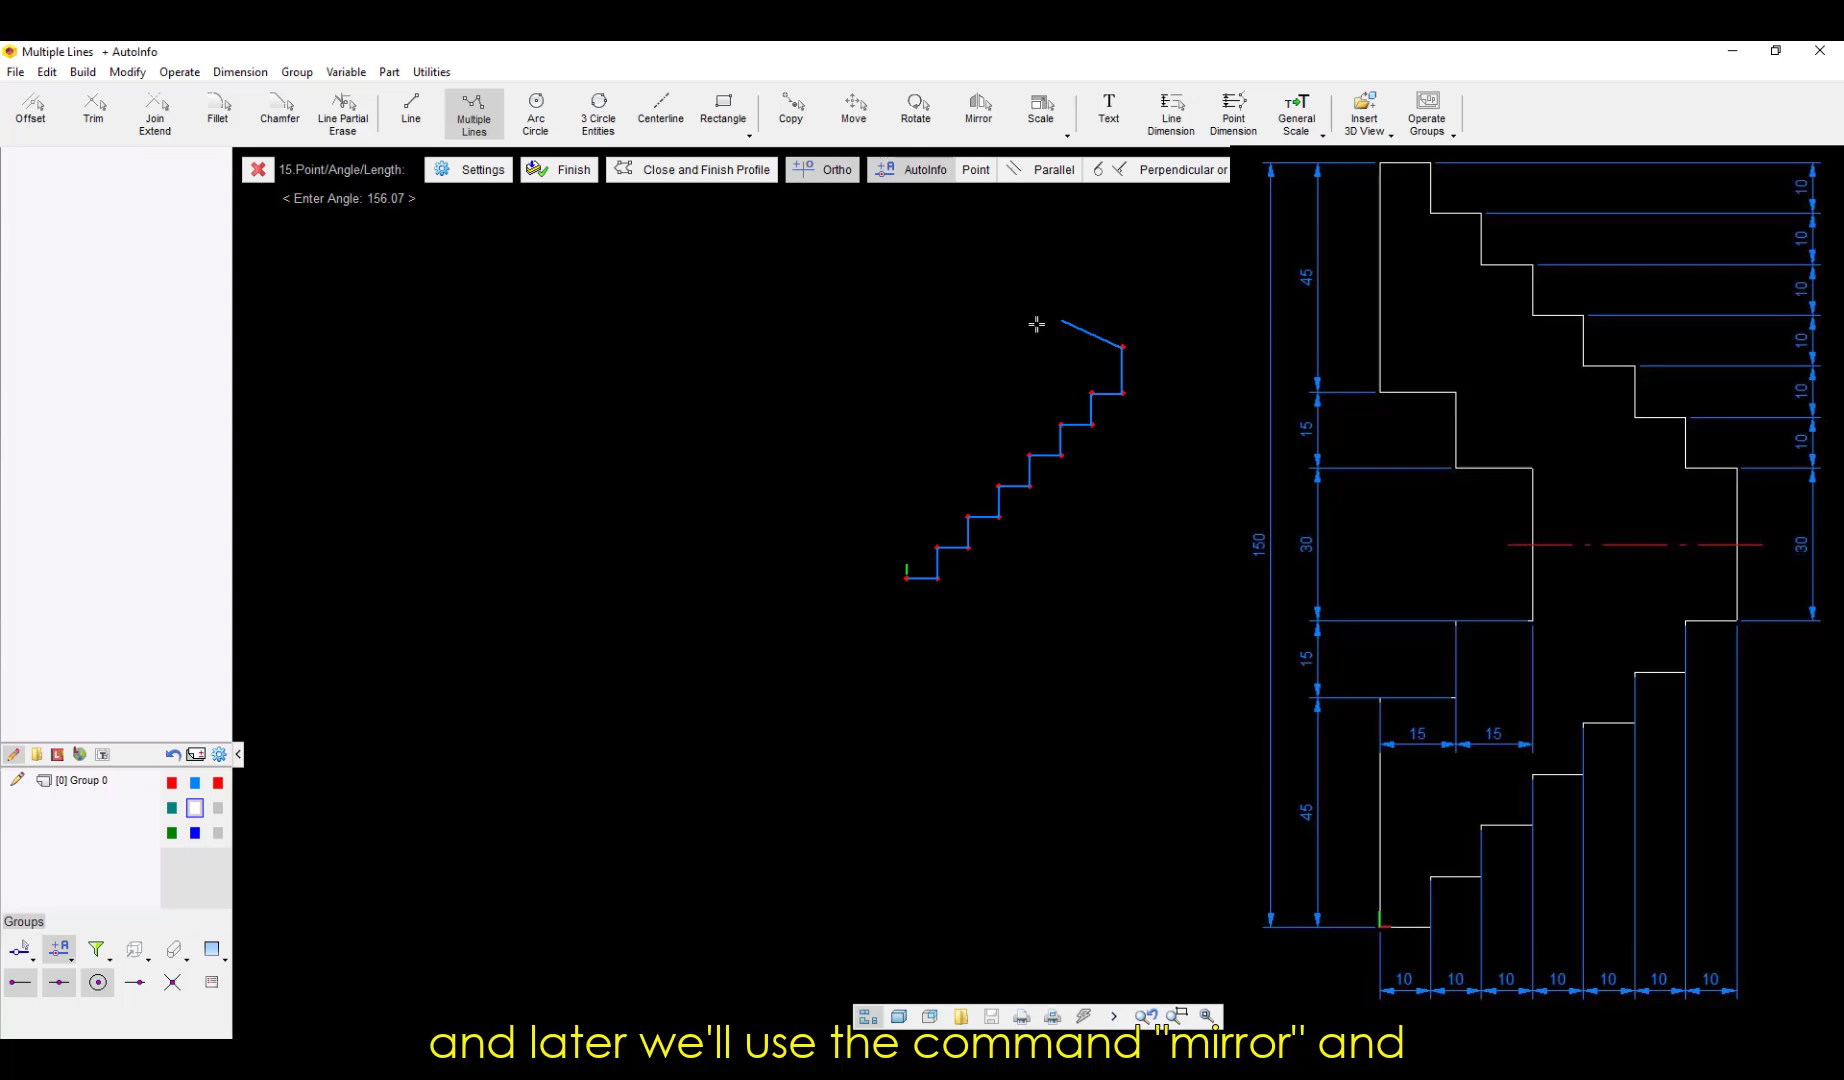 Multiple Lines + AutoInfo
File Edit Build Modify Operate Dimension Group Variable Part Utilities
Offset Trim Join Extend Fillet Chamfer Line Partial Erase Line Multiple Lines Arc Circle 3 Circle Entities Centerline Rectangle Copy Move Rotate Mirror Scale Text Line Dimension Point Dimension General Scale Insert 3D View Operate Groups
15.Point/Angle/Length: Settings Finish Close and Finish Profile Ortho AutoInfo Point Parallel Perpendicular or
< Enter Angle: 156.07 >
10
10
45
10
10
10
15
10
150
30
30
15
15 15
45
10 10 10 10 10 10 10
[0] Group 0
Groups
and later we'll use the command "mirror" and